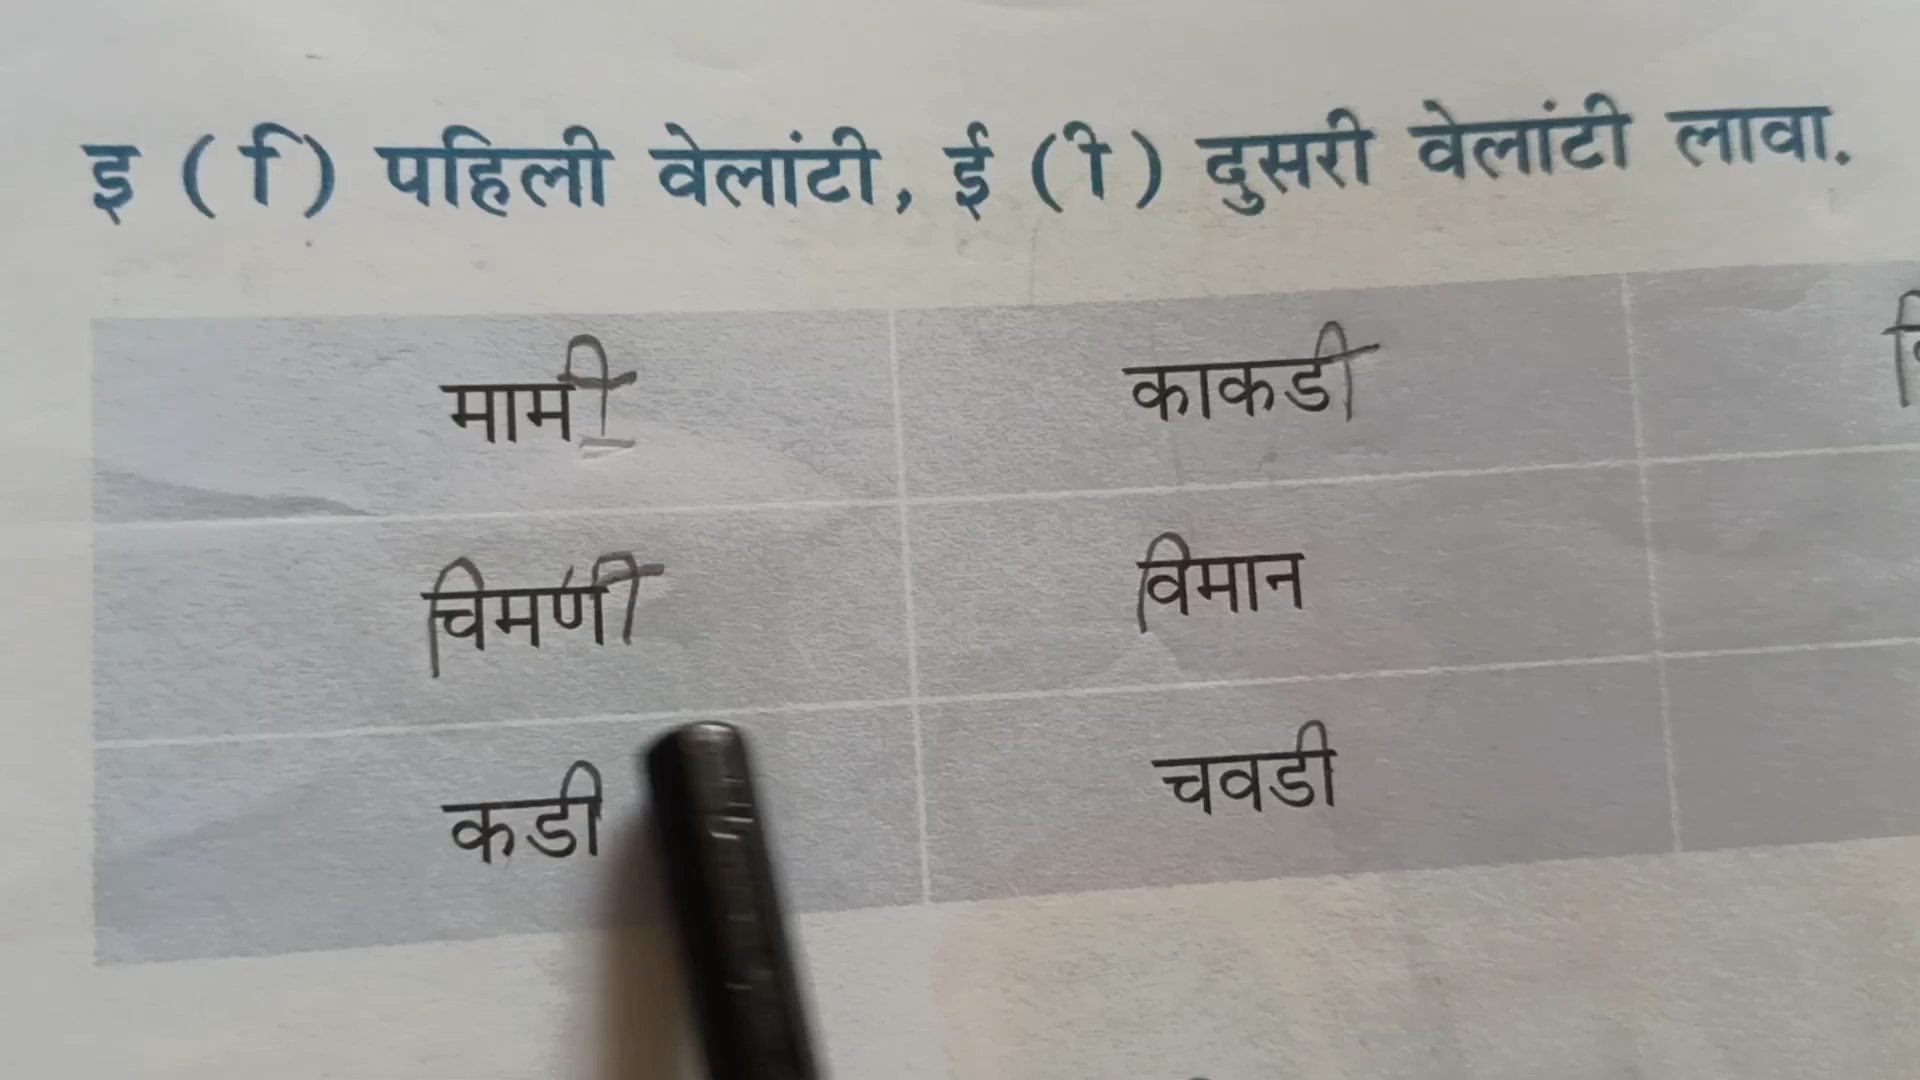 इ ( ि ) पहिली वेलांटी, ई ( ी ) दुसरी वेलांटी लावा.
मामी काकडी
चिमणी विमान
कडी चवडी